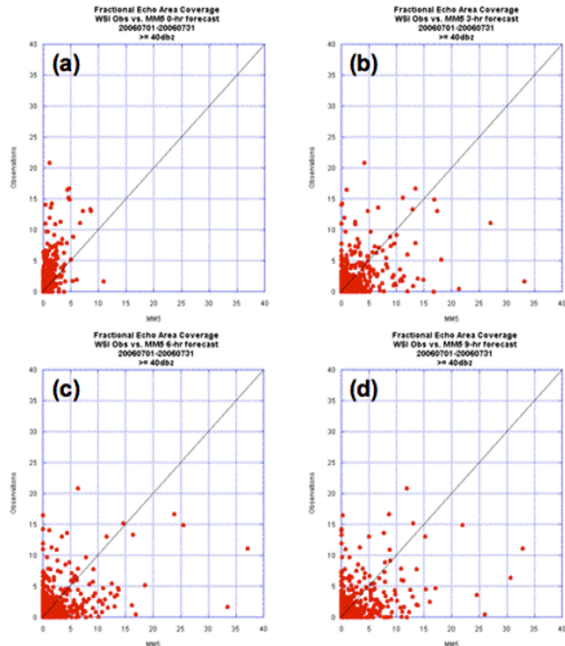 Fractional Echo Area Coverage
WSI Obs vs. MM5 0-hr forecast
20060701-20060731
>= 40dbz
(a)
40
35
30
25
20
15
10
5
0
Observations
0 5 10 15 20 25 30 35 40
MM5
Fractional Echo Area Coverage
WSI Obs vs. MM5 3-hr forecast
20060701-20060731
>= 40dbz
(b)
40
35
30
25
20
15
10
5
0
Observations
0 5 10 15 20 25 30 35 40
MM5
Fractional Echo Area Coverage
WSI Obs vs. MM5 6-hr forecast
20060701-20060731
>= 40dbz
(c)
40
35
30
25
20
15
10
5
0
Observations
0 5 10 15 20 25 30 35 40
MM5
Fractional Echo Area Coverage
WSI Obs vs. MM5 9-hr forecast
20060701-20060731
>= 40dbz
(d)
40
35
30
25
20
15
10
5
0
Observations
0 5 10 15 20 25 30 35 40
MM5